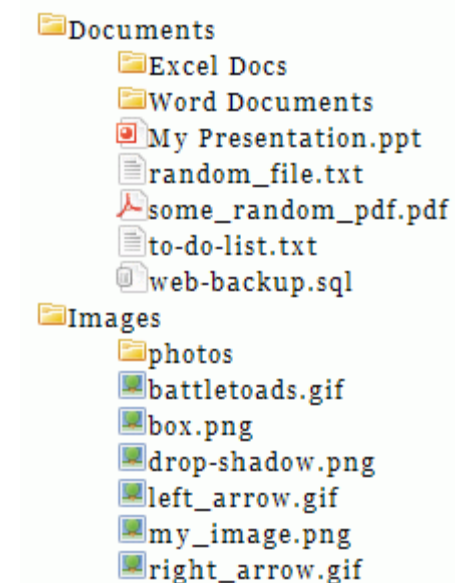 Documents
Excel Docs
Word Documents
My Presentation.ppt
random_file.txt
some_random_pdf.pdf
to-do-list.txt
web-backup.sql
Images
photos
battletoads.gif
box.png
drop-shadow.png
left_arrow.gif
my_image.png
right_arrow.gif